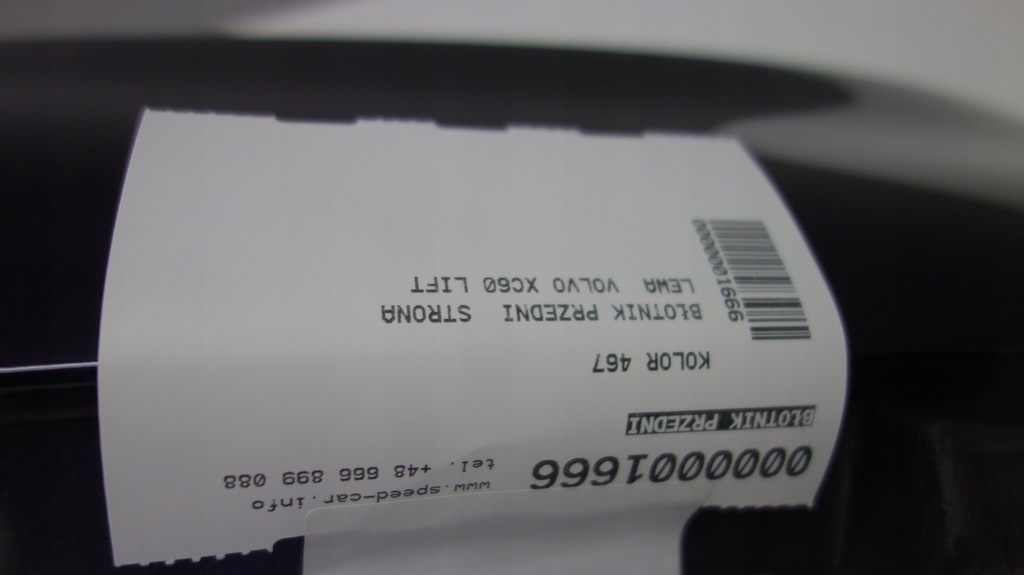 0000001666
www.speed-car.info
tel. +48 666 899 088
BŁOTNIK PRZEDNI
KOLOR 467
BŁOTNIK PRZEDNI STRONA
LEWA VOLVO XC60 LIFT
0000001666